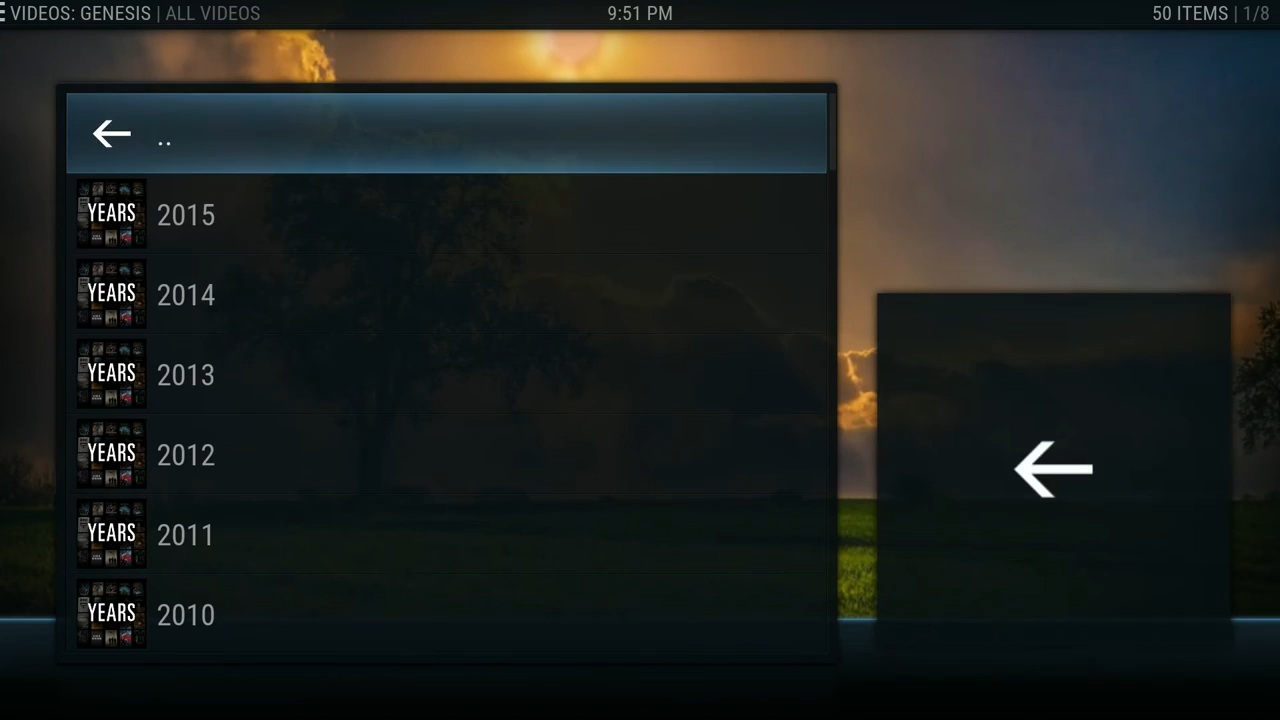 VIDEOS: GENESIS | ALL VIDEOS
9:51 PM
50 ITEMS | 1/8
..
YEARS 2015
YEARS 2014
YEARS 2013
YEARS 2012
YEARS 2011
YEARS 2010